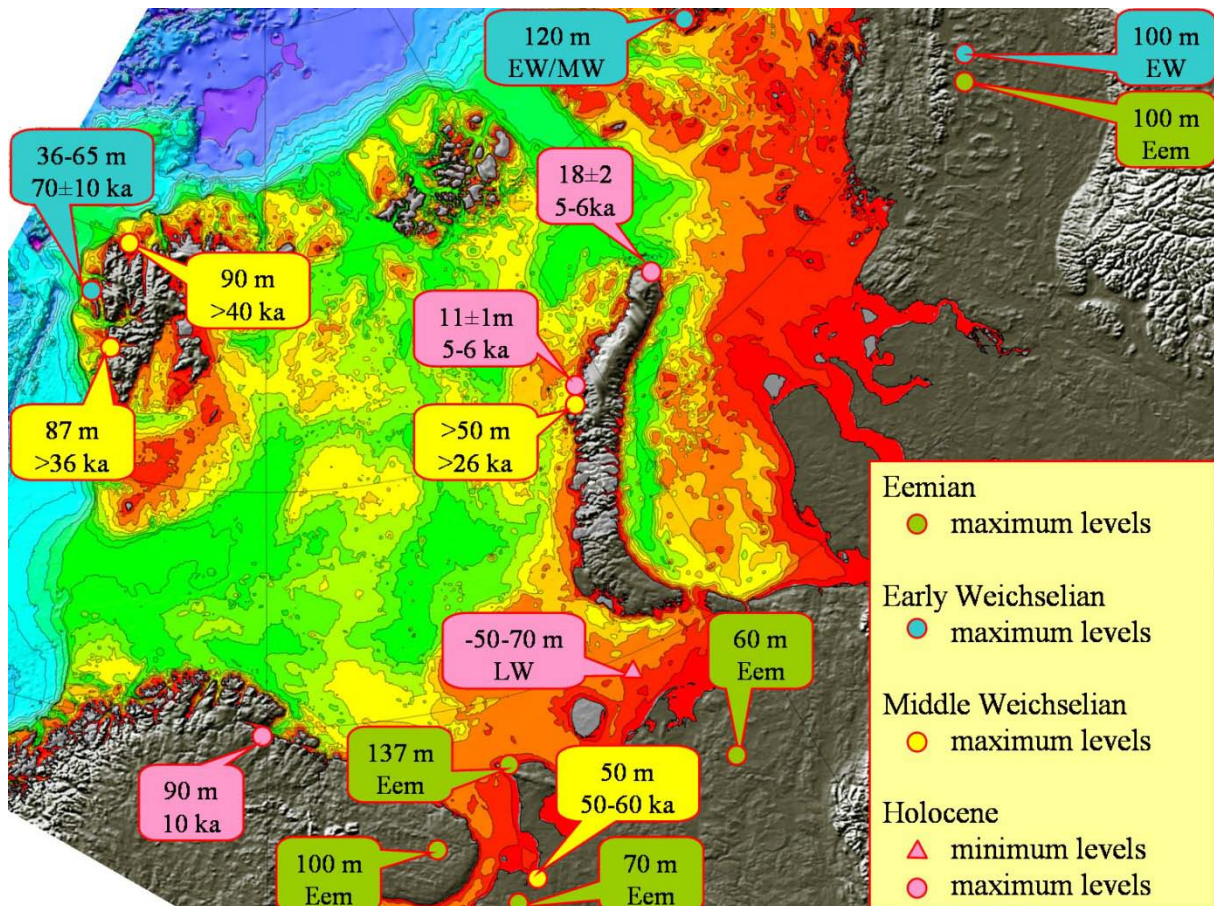 120 m
EW/MW
100 m
EW
100 m
Eem
36-65 m
70±10 ka
18±2
5-6ka
90 m
>40 ka
11±1m
5-6 ka
87 m
>36 ka
>50 m
>26 ka
-50-70 m
LW
60 m
Eem
137 m
Eem
50 m
50-60 ka
90 m
10 ka
100 m
Eem
70 m
Eem
Eemian
maximum levels
Early Weichselian
maximum levels
Middle Weichselian
maximum levels
Holocene
minimum levels
maximum levels